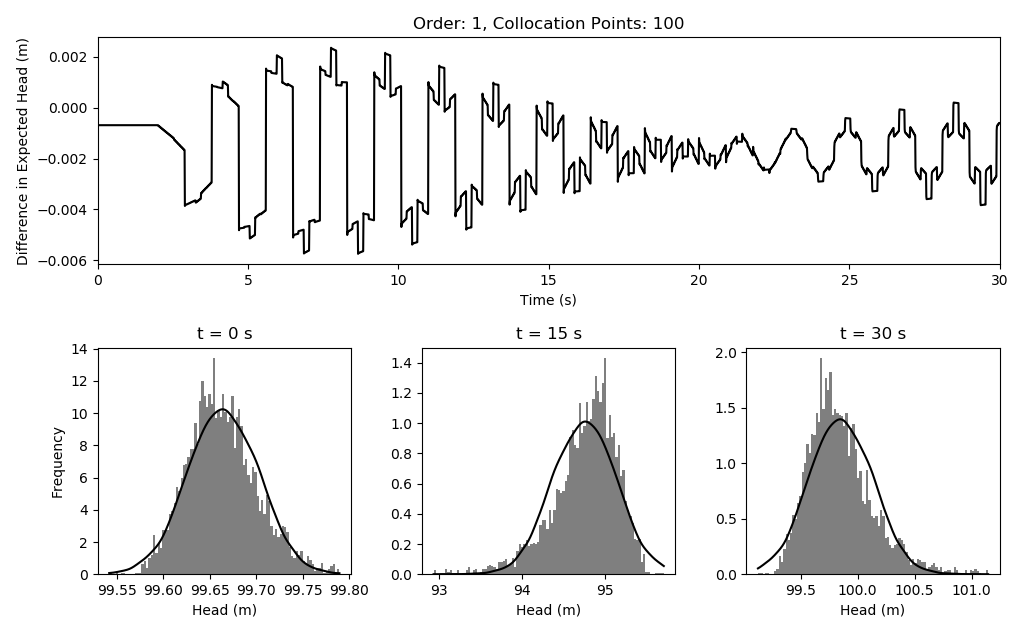 Order: 1, Collocation Points: 100
Difference in Expected Head (m)
0.002
0.000
−0.002
−0.004
−0.006
0 5 10 15 20 25 30
Time (s)
t = 0 s
t = 15 s
t = 30 s
Frequency
14
12
10
8
6
4
2
0
99.55 99.60 99.65 99.70 99.75 99.80
Head (m)
1.4
1.2
1.0
0.8
0.6
0.4
0.2
0.0
93 94 95
Head (m)
2.0
1.5
1.0
0.5
0.0
99.5 100.0 100.5 101.0
Head (m)